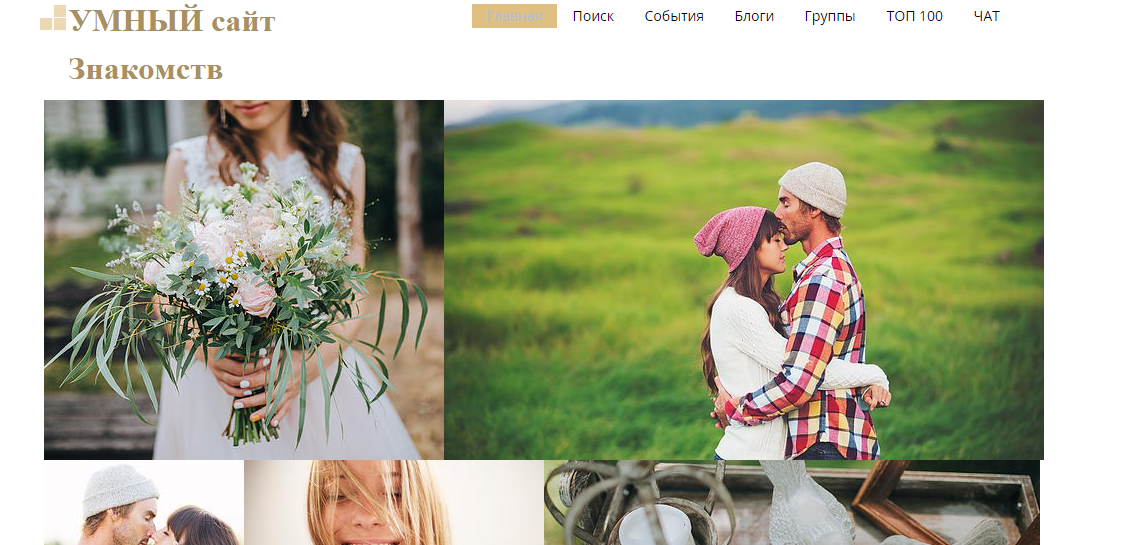 УМНЫЙ сайт
Знакомств
Главная Поиск События Блоги Группы ТОП 100 ЧАТ